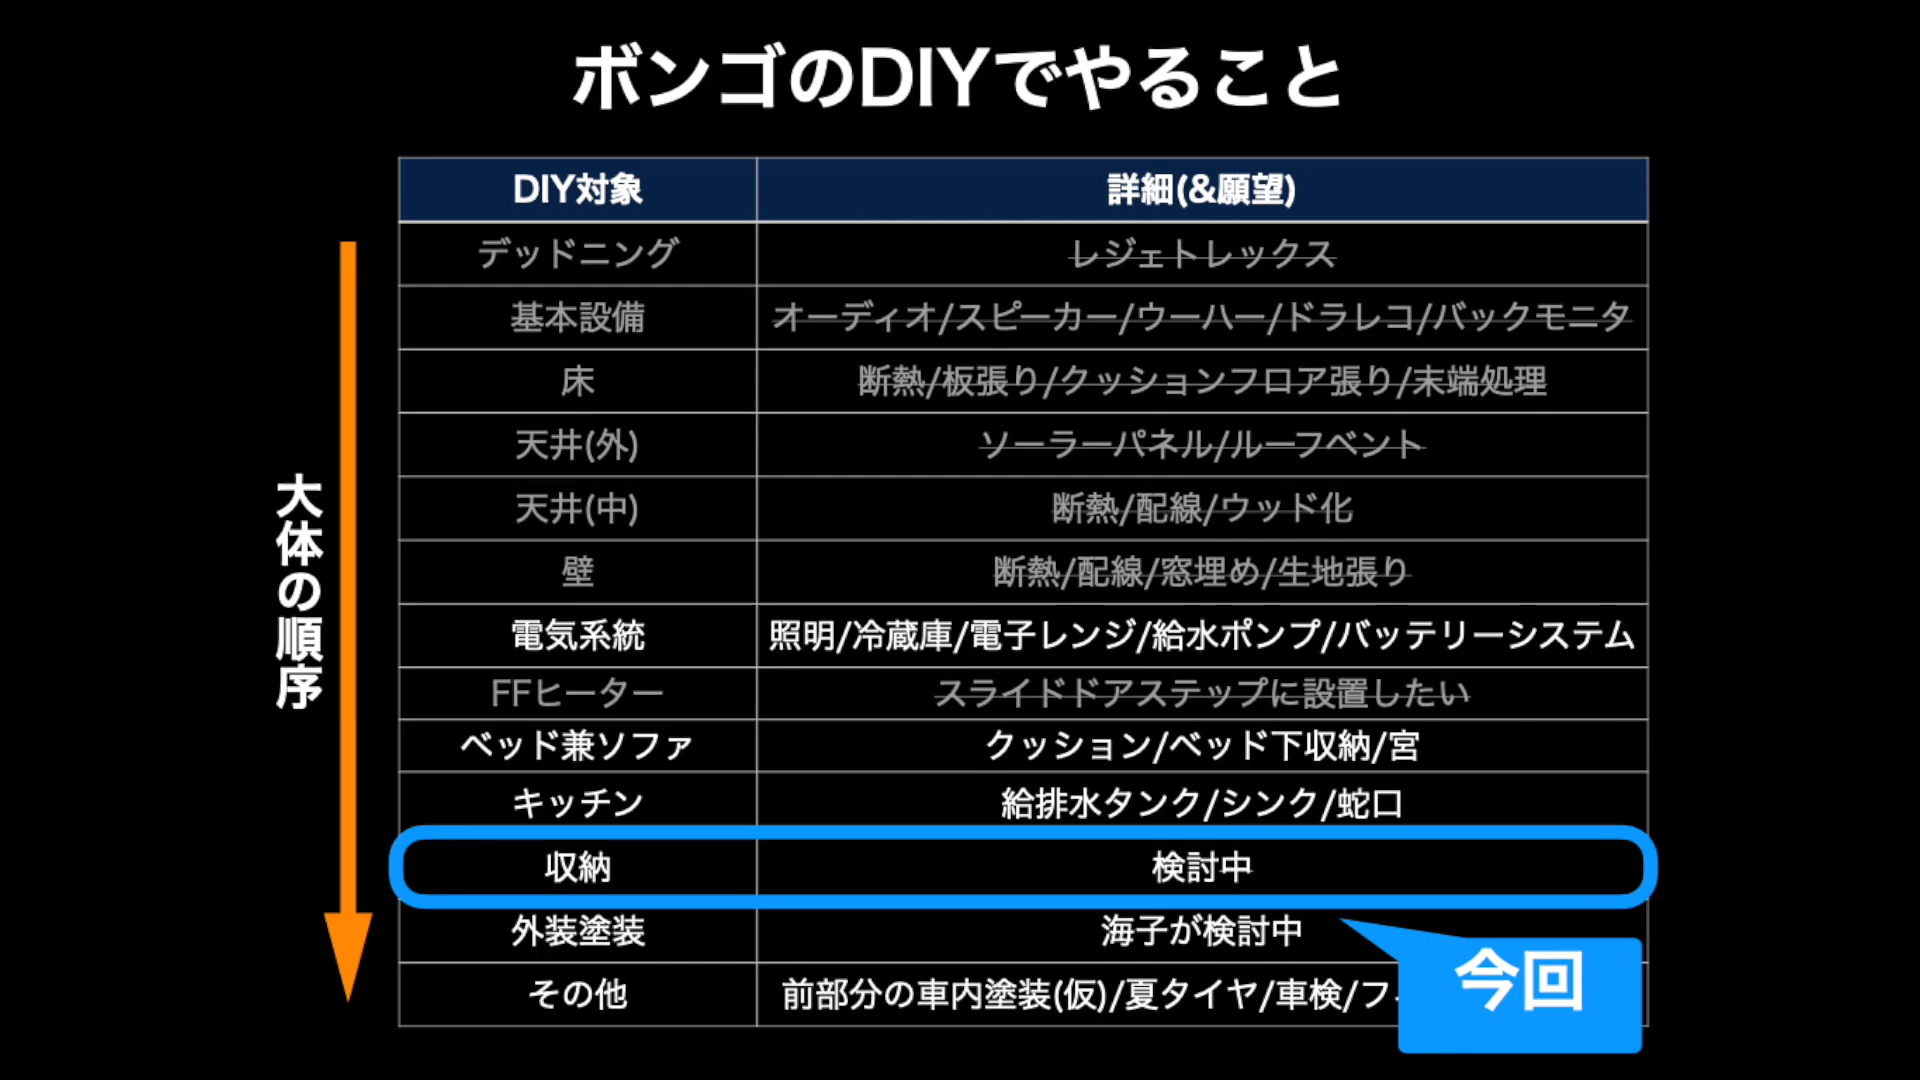 ボンゴのDIYでやること
DIY対象 詳細(&願望)
デッドニング レジェトレックス
基本設備 オーディオ/スピーカー/ウーハー/ドラレコ/バックモニタ
床 断熱/板張り/クッションフロア張り/末端処理
天井(外) ソーラーパネル/ルーフベント
天井(中) 断熱/配線/ウッド化
壁 断熱/配線/窓埋め/生地張り
電気系統 照明/冷蔵庫/電子レンジ/給水ポンプ/バッテリーシステム
FFヒーター スライドドアステップに設置したい
ベッド兼ソファ クッション/ベッド下収納/宮
キッチン 給排水タンク/シンク/蛇口
収納 検討中
外装塗装 海子が検討中
その他 前部分の車内塗装(仮)/夏タイヤ/車検/フ
大体の順序
今回